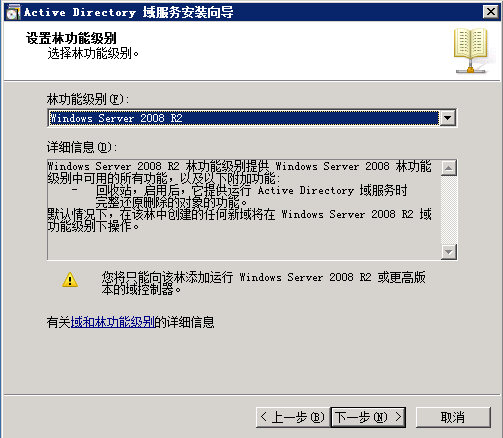 Active Directory 域服务安装向导
设置林功能级别
选择林功能级别。
林功能级别(F):
Windows Server 2008 R2
详细信息(D):
Windows Server 2008 R2 林功能级别提供 Windows Server 2008 林功能
级别中可用的所有功能，以及以下附加功能:
- 回收站，启用后，它提供运行 Active Directory 域服务时
完整还原删除的对象的功能。
默认情况下，在该林中创建的任何新域将在 Windows Server 2008 R2 域
功能级别下操作。
您将只能向该林添加运行 Windows Server 2008 R2 或更高版
本的域控制器。
有关域和林功能级别的详细信息
< 上一步(B) 下一步(N) > 取消